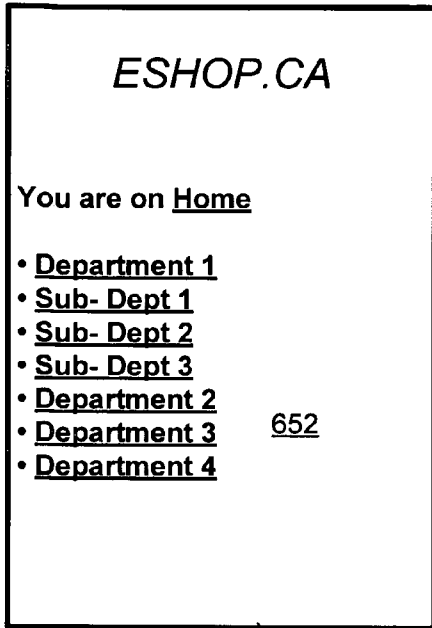 ESHOP.CA
You are on Home
• Department 1
• Sub- Dept 1
• Sub- Dept 2
• Sub- Dept 3
• Department 2
• Department 3
652
• Department 4